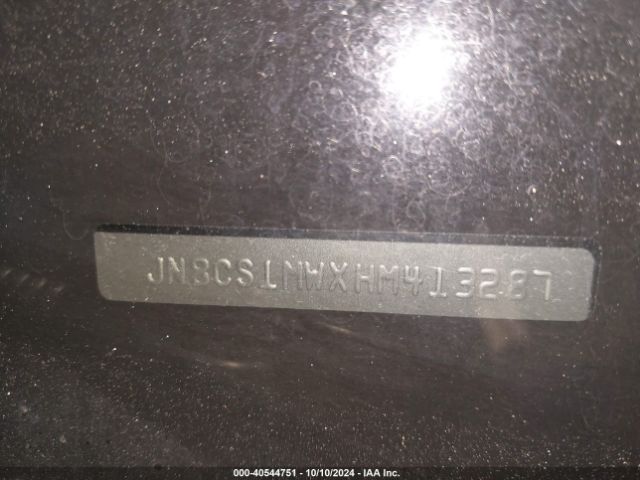 JN8CS1MWXHM413287
000-40544751 - 10/10/2024 - IAA Inc.